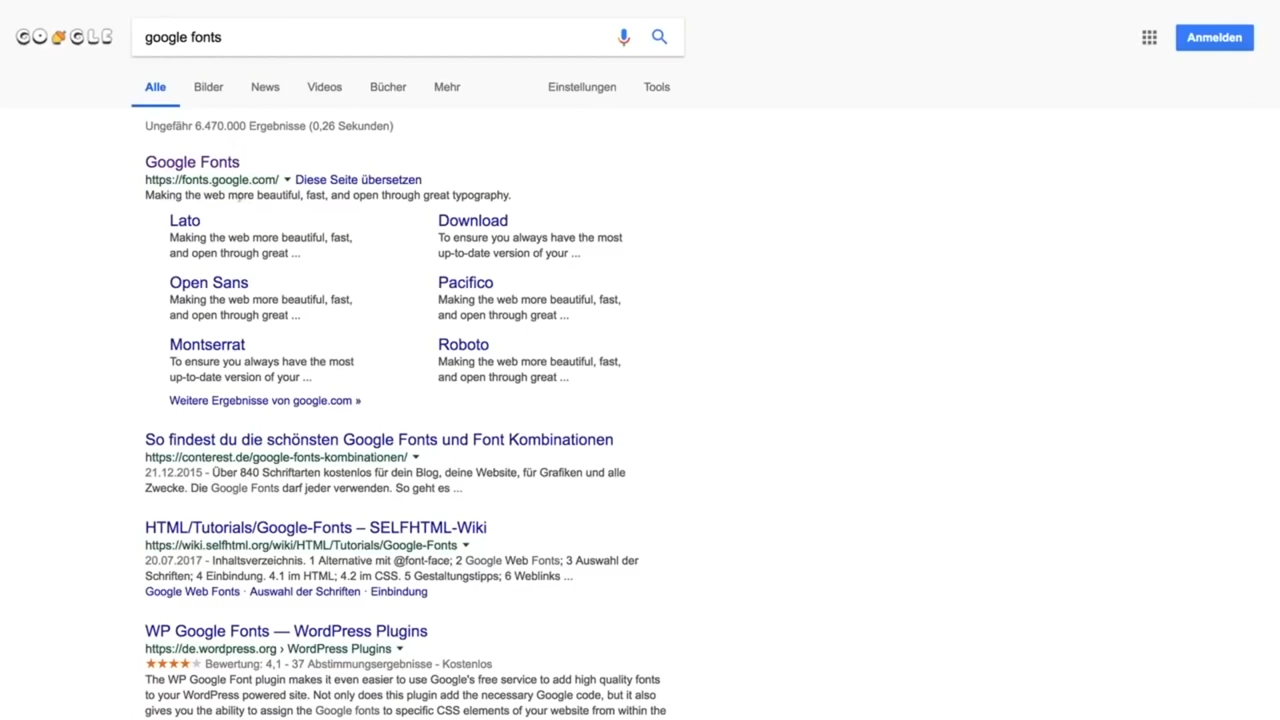 GOOGLE
google fonts
Anmelden
Alle Bilder News Videos Bücher Mehr Einstellungen Tools
Ungefähr 6.470.000 Ergebnisse (0,26 Sekunden)
Google Fonts
https://fonts.google.com/ Diese Seite übersetzen
Making the web more beautiful, fast, and open through great typography.
Lato
Making the web more beautiful, fast,
and open through great ...
Download
To ensure you always have the most
up-to-date version of your ...
Open Sans
Making the web more beautiful, fast,
and open through great ...
Pacifico
Making the web more beautiful, fast,
and open through great ...
Montserrat
To ensure you always have the most
up-to-date version of your ...
Roboto
Making the web more beautiful, fast,
and open through great ...
Weitere Ergebnisse von google.com »
So findest du die schönsten Google Fonts und Font Kombinationen
https://conterest.de/google-fonts-kombinationen/
21.12.2015 - Über 840 Schriftarten kostenlos für dein Blog, deine Website, für Grafiken und alle
Zwecke. Die Google Fonts darf jeder verwenden. So geht es ...
HTML/Tutorials/Google-Fonts – SELFHTML-Wiki
https://wiki.selfhtml.org/wiki/HTML/Tutorials/Google-Fonts
20.07.2017 - Inhaltsverzeichnis. 1 Alternative mit @font-face; 2 Google Web Fonts; 3 Auswahl der
Schriften; 4 Einbindung. 4.1 im HTML; 4.2 im CSS. 5 Gestaltungstipps; 6 Weblinks ...
Google Web Fonts · Auswahl der Schriften · Einbindung
WP Google Fonts — WordPress Plugins
https://de.wordpress.org › WordPress Plugins
Bewertung: 4,1 - 37 Abstimmungsergebnisse - Kostenlos
The WP Google Font plugin makes it even easier to use Google's free service to add high quality fonts
to your WordPress powered site. Not only does this plugin add the necessary Google code, but it also
gives you the ability to assign the Google fonts to specific CSS elements of your website from within the